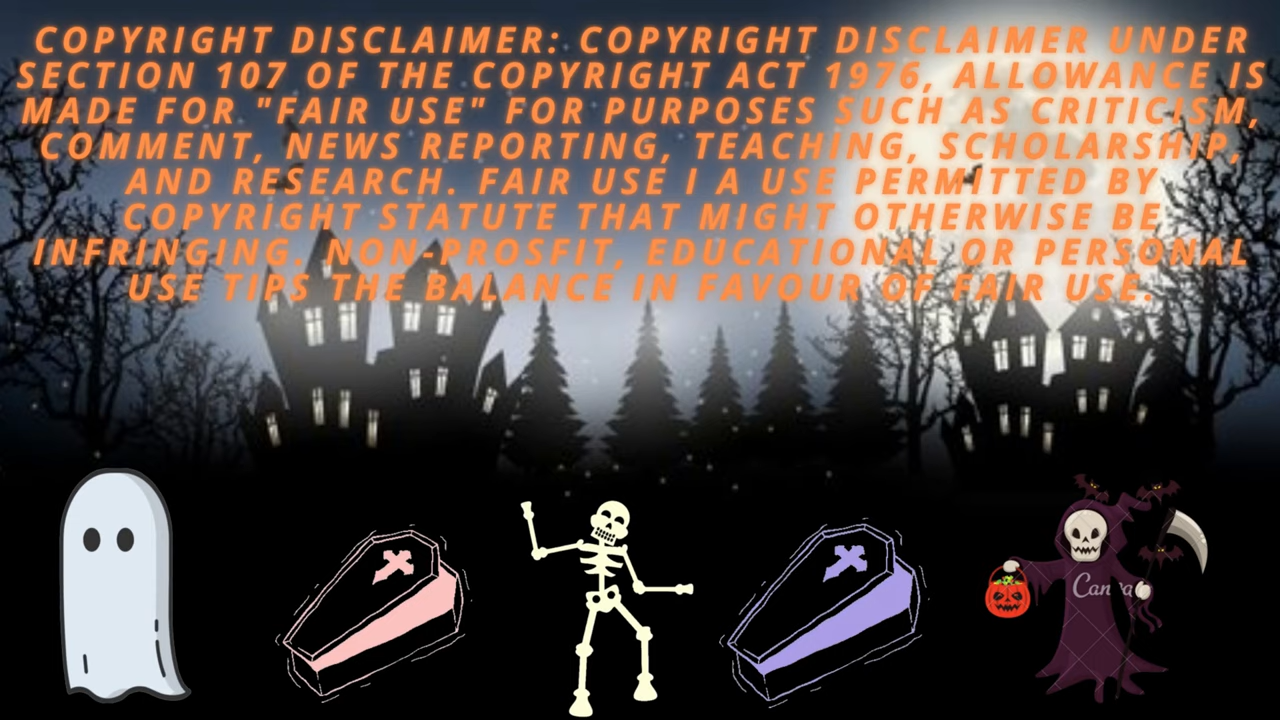 COPYRIGHT DISCLAIMER: COPYRIGHT DISCLAIMER UNDER
SECTION 107 OF THE COPYRIGHT ACT 1976, ALLOWANCE IS
MADE FOR "FAIR USE" FOR PURPOSES SUCH AS CRITICISM,
COMMENT, NEWS REPORTING, TEACHING, SCHOLARSHIP,
AND RESEARCH. FAIR USE I A USE PERMITTED BY
COPYRIGHT STATUTE THAT MIGHT OTHERWISE BE
INFRINGING. NON-PROSFIT, EDUCATIONAL OR PERSONAL
USE TIPS THE BALANCE IN FAVOUR OF FAIR USE.
Canva